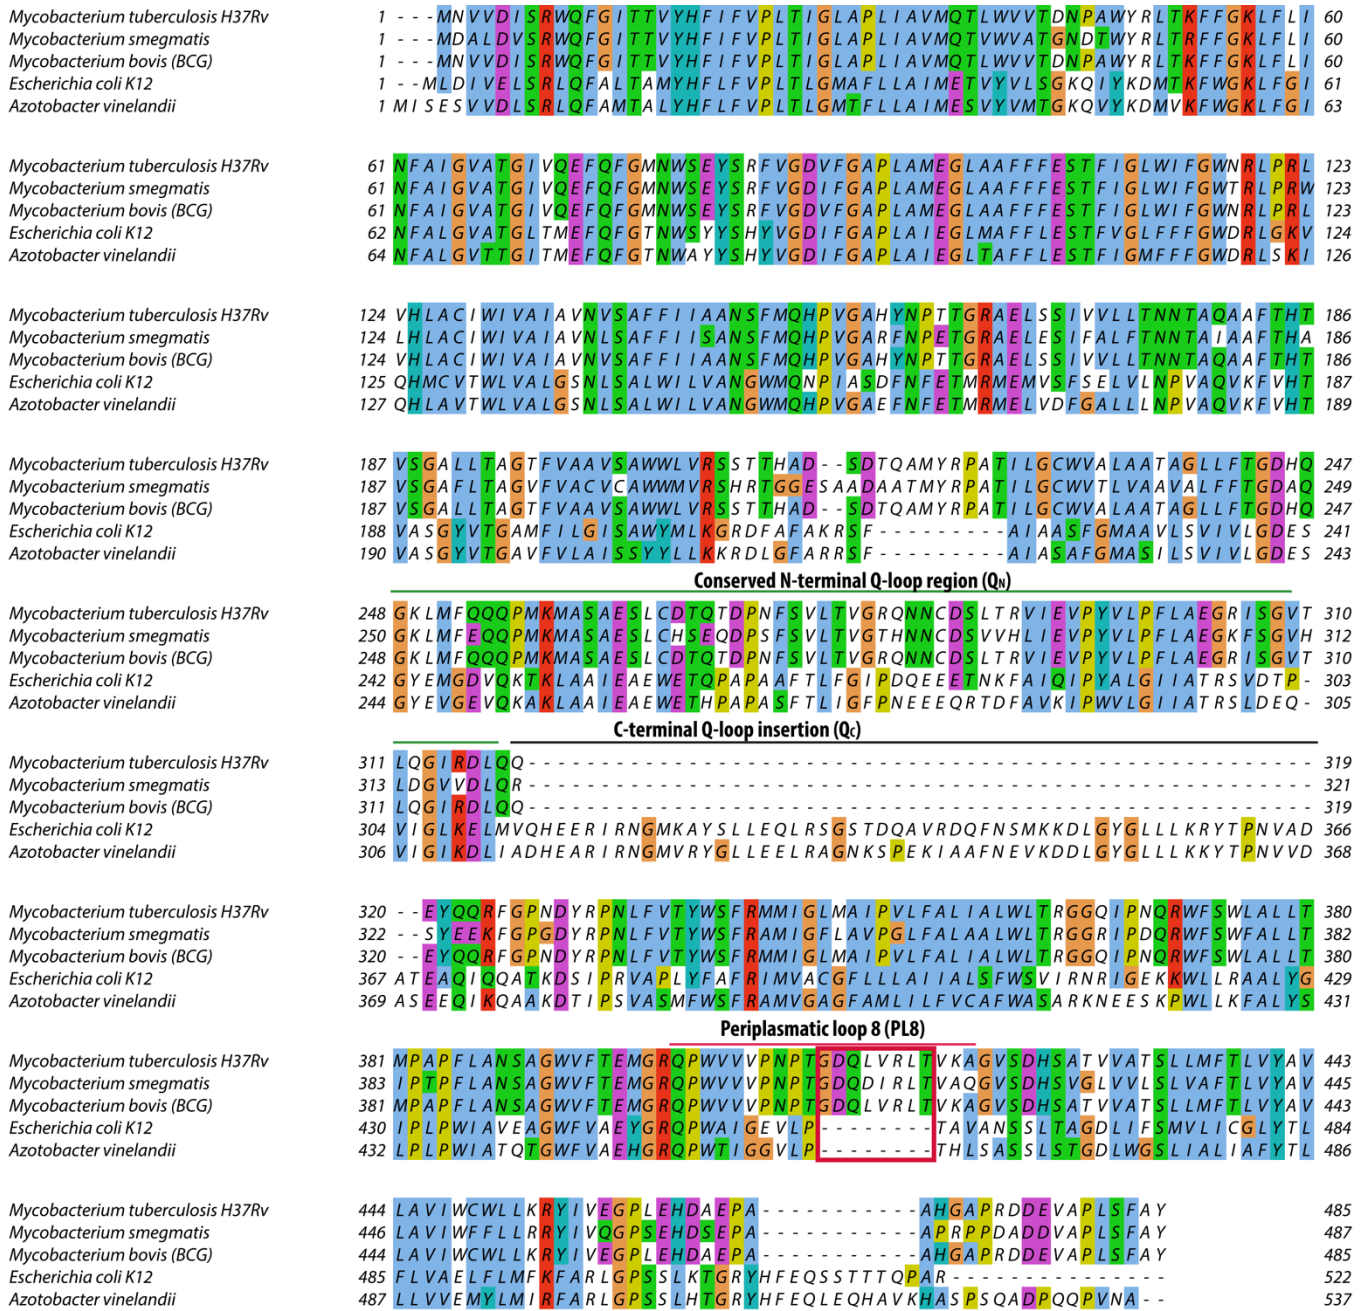 Mycobacterium tuberculosis H37Rv 1 ---MNVVDISRWQFGITTVYHFIFVPLTIGLAPLIAVMQTLWVVTDNPAWYRLTKFFGKLFLI 60
Mycobacterium smegmatis 1 ---MDALDVSRWQFGITTVYHFIFVPLTIGLAPLIAVMQTVWVATGNDTWYRLTRFFGKLFLI 60
Mycobacterium bovis (BCG) 1 ---MNVVDISRWQFGITTVYHFIFVPLTIGLAPLIAVMQTLWVVTDNPAWYRLTKFFGKLFLI 60
Escherichia coli K12 1 --MLDIVELSRLQFALTAMYHFLFVPLTLGMAFLLAIMETVYVLSGKQIYKDMTKFWGKLFGI 61
Azotobacter vinelandii 1 MISESVVDLSRLQFAMTALYHFLFVPLTLGMTFLLAIMESVYVMTGKQIYKDMVKFWGKLFGI 63
Mycobacterium tuberculosis H37Rv 61 NFAIGVATGIVQEFQFGMNWSEYSRFVGDVFGAPLAMEGLAAFFFESTFIGLWIFGWNRLPRL 123
Mycobacterium smegmatis 61 NFAIGVATGIVQEFQFGMNWSEYSRFVGDIFGAPLAMEGLAAFFFESTFIGLWIFGWTRLPRW 123
Mycobacterium bovis (BCG) 61 NFAIGVATGIVQEFQFGMNWSEYSRFVGDVFGAPLAMEGLAAFFFESTFIGLWIFGWNRLPRL 123
Escherichia coli K12 62 NFALGVATGLTMEFQFGTNWSYYSHYVGDIFGAPLAIEGLMAFFLESTFVGLFFFGWDRLGKV 124
Azotobacter vinelandii 64 NFALGVTTGITMEFQFGTNWAYYSHYVGDIFGAPLAIEGLTAFFLESTFIGMFFFGWDRLSKI 126
Mycobacterium tuberculosis H37Rv 124 VHLACIWIVAIAVNVSAFFIIAANSFMQHPVGAHYNPTTGRAELSSIVVLLTNNTAQAAFTHT 186
Mycobacterium smegmatis 124 LHLACIWIVAIAVNVSAFFIISANSFMQHPVGARFNPETGRAELESIFALFTNNTAIAAFTHA 186
Mycobacterium bovis (BCG) 124 VHLACIWIVAIAVNVSAFFIIAANSFMQHPVGAHYNPTTGRAELSSIVVLLTNNTAQAAFTHT 186
Escherichia coli K12 125 QHMCVTWLVALGSNLSALWILVANGWMQNPIASDFNFETMRMEMVSFSELVLNPVAQVKFVHT 187
Azotobacter vinelandii 127 QHLAVTWLVALGSNLSALWILVANGWMQHPVGAEFNFETMRMELVDFGALLLNPVAQVKFVHT 189
Mycobacterium tuberculosis H37Rv 187 VSGALLTAGTFVAAVSAWWLVRSSTTHAD--SDTQAMYRPATILGCWVALAATAGLLFTGDHQ 247
Mycobacterium smegmatis 187 VSGAFLTAGVFVACVCAWWMVRSHRTGGESAADAATMYRPATILGCWVTLVAAVALFFTGDAQ 249
Mycobacterium bovis (BCG) 187 VSGALLTAGTFVAAVSAWWLVRSSTTHAD--SDTQAMYRPATILGCWVALAATAGLLFTGDHQ 247
Escherichia coli K12 188 VASGYVTGAMFILGISAWYMLKGRDFAFAKRSF---------AIAASFGMAAVLSVIVLGDES 241
Azotobacter vinelandii 190 VASGYVTGAVFVLAISSYYLLKKRDLGFARRSF---------AIASAFGMASILSVIVLGDES 243
Conserved N-terminal Q-loop region (QN)
Mycobacterium tuberculosis H37Rv 248 GKLMFQQQPMKMASAESLCDTQTDPNFSVLTVGRQNNCDSLTRVIEVPYVLPFLAEGRISGVT 310
Mycobacterium smegmatis 250 GKLMFEQQPMKMASAESLCHSEQDPSFSVLTVGTHNNCDSVVHLIEVPYVLPFLAEGKFSGVH 312
Mycobacterium bovis (BCG) 248 GKLMFQQQPMKMASAESLCDTQTDPNFSVLTVGRQNNCDSLTRVIEVPYVLPFLAEGRISGVT 310
Escherichia coli K12 242 GYEMGDVQKTKLAAIEAEWETQPAPAAFTLFGIPDQEEETNKFAIQIPYALGIIATRSVDTP- 303
Azotobacter vinelandii 244 GYEVGEVQKAKLAAIEAEWETHPAPASFTLIGFPNEEEQRTDFAVKIPWVLGIIATRSLDEQ- 305
C-terminal Q-loop insertion (QC)
Mycobacterium tuberculosis H37Rv 311 LQGIRDLQQ------------------------------------------------------ 319
Mycobacterium smegmatis 313 LDGVVDLQR------------------------------------------------------ 321
Mycobacterium bovis (BCG) 311 LQGIRDLQQ------------------------------------------------------ 319
Escherichia coli K12 304 VIGLKELMVQHEERIRNGMKAYSLLEQLRSGSTDQAVRDQFNSMKKDLGYGLLLKRYTPNVAD 366
Azotobacter vinelandii 306 VIGIKDLIADHEARIRNGMVRYGLLEELRAGNKSPEKIAAFNEVKDDLGYGLLLKKYTPNVVD 368
Mycobacterium tuberculosis H37Rv 320 --EYQQRFGPNDYRPNLFVTYWSFRMMIGLMAIPVLFALIALWLTRGGQIPNQRWFSWLALLT 380
Mycobacterium smegmatis 322 --SYEEKFGPGDYRPNLFVTYWSFRAMIGFLAVPGLFALAALWLTRGGRIPDQRWFSWFALLT 382
Mycobacterium bovis (BCG) 320 --EYQQRFGPNDYRPNLFVTYWSFRMMIGLMAIPVLFALIALWLTRGGQIPNQRWFSWLALLT 380
Escherichia coli K12 367 ATEAQIQQATKDSIPRVAPLYFAFRIMVACGFLLLAIIALSFWSVIRNRIGEKKWLLRAALYG 429
Azotobacter vinelandii 369 ASEEQIKQAAKDTIPSVASMFWSFRAMVGAGFAMLILFVCAFWASARKNEESKPWLLKFALYS 431
Periplasmatic loop 8 (PL8)
Mycobacterium tuberculosis H37Rv 381 MPAPFLANSAGWVFTEMGRQPWVVVPNPTGDQLVRLTVKAGVSDHSATVVATSLLMFTLVYAV 443
Mycobacterium smegmatis 383 IPTPFLANSAGWVFTEMGRQPWVVVPNPTGDQDIRLTVAQGVSDHSVGLVVLSLVAFTLVYAV 445
Mycobacterium bovis (BCG) 381 MPAPFLANSAGWVFTEMGRQPWVVVPNPTGDQLVRLTVKAGVSDHSATVVATSLLMFTLVYAV 443
Escherichia coli K12 430 IPLPWIAVEAGWFVAEYGRQPWAIGEVLP--------TAVANSSLTAGDLIFSMVLICGLYTL 484
Azotobacter vinelandii 432 LPLPWIATQTGWFVAEHGRQPWTIGGVLP--------THLSASSLSTGDLWGSLIALIAFYTL 486
Mycobacterium tuberculosis H37Rv 444 LAVIWCWLLKRYIVEGPLEHDAEPA-----------AHGAPRDDEVAPLSFAY 485
Mycobacterium smegmatis 446 LAVIWFFLLRRYIVQGPSEHDSEPA-----------APRPPDADDVAPLSFAY 487
Mycobacterium bovis (BCG) 444 LAVIWCWLLKRYIVEGPLEHDAEPA-----------AHGAPRDDEVAPLSFAY 485
Escherichia coli K12 485 FLVAELFLMFKFARLGPSSLKTGRYHFEQSSTTTQPAR--------------- 522
Azotobacter vinelandii 487 LLVVEMYLMIRFARLGPSSLHTGRYHFEQLEQHAVKHASPSQADPQQPVNA-- 537